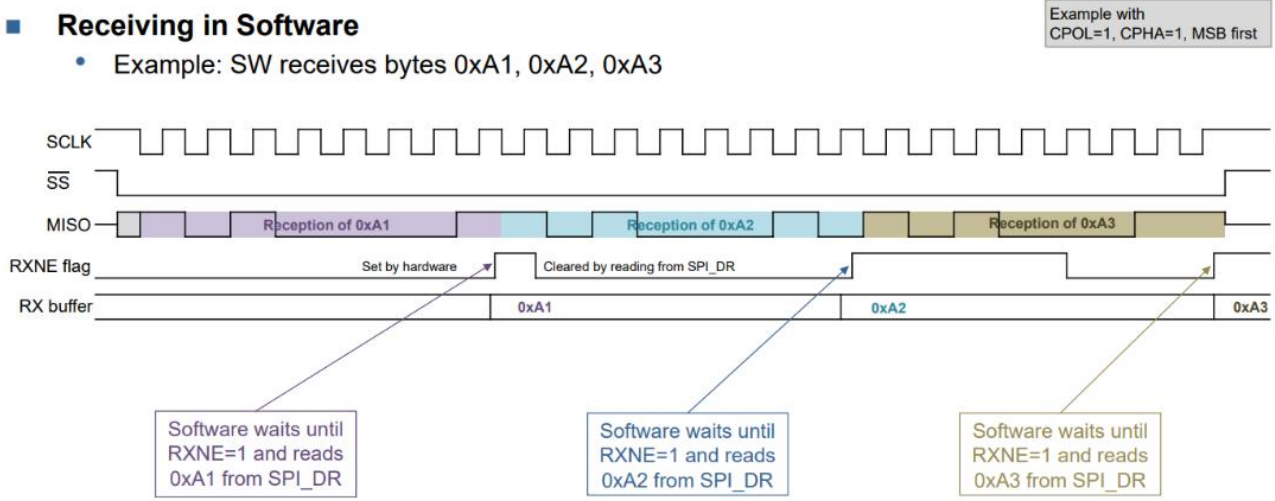 Receiving in Software
Example with
CPOL=1, CPHA=1, MSB first
Example: SW receives bytes 0xA1, 0xA2, 0xA3
SCLK
SS
MISO
Reception of 0xA1
Reception of 0xA2
Reception of 0xA3
RXNE flag
Set by hardware
Cleared by reading from SPI_DR
RX buffer
0xA1
0xA2
0xA3
Software waits until
RXNE=1 and reads
0xA1 from SPI_DR
Software waits until
RXNE=1 and reads
0xA2 from SPI_DR
Software waits until
RXNE=1 and reads
0xA3 from SPI_DR